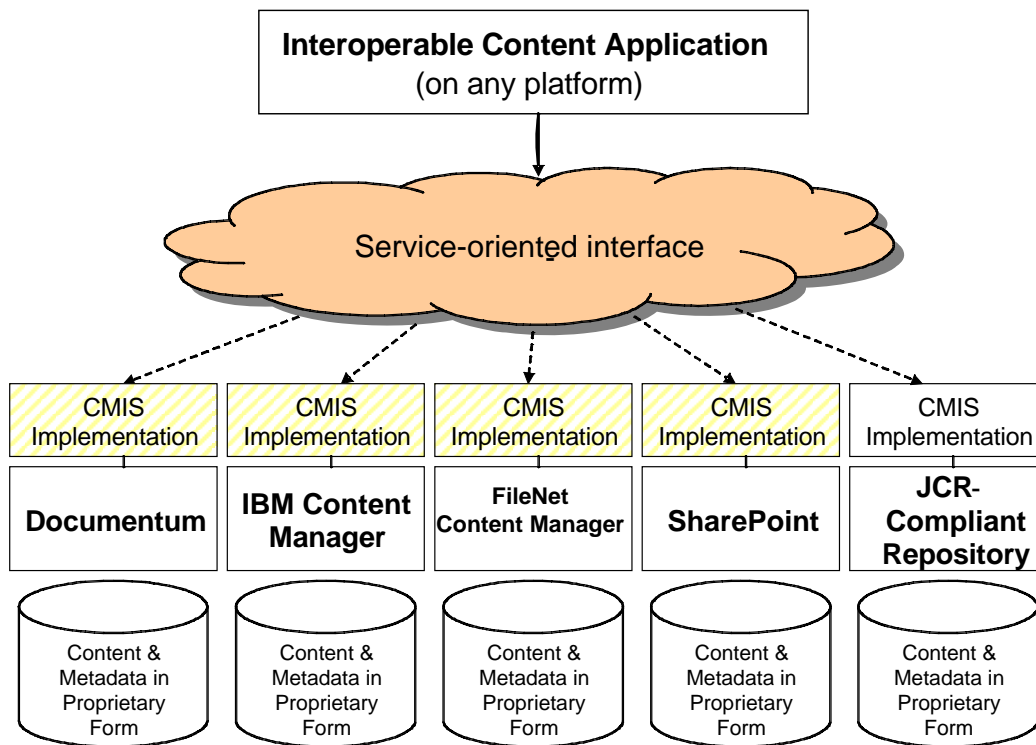 Interoperable Content Application
(on any platform)
Service-oriented interface
CMIS
Implementation
CMIS
Implementation
CMIS
Implementation
CMIS
Implementation
CMIS
Implementation
Documentum
IBM Content
Manager
FileNet
Content Manager
SharePoint
JCR-
Compliant
Repository
Content &
Metadata in
Proprietary
Form
Content &
Metadata in
Proprietary
Form
Content &
Metadata in
Proprietary
Form
Content &
Metadata in
Proprietary
Form
Content &
Metadata in
Proprietary
Form